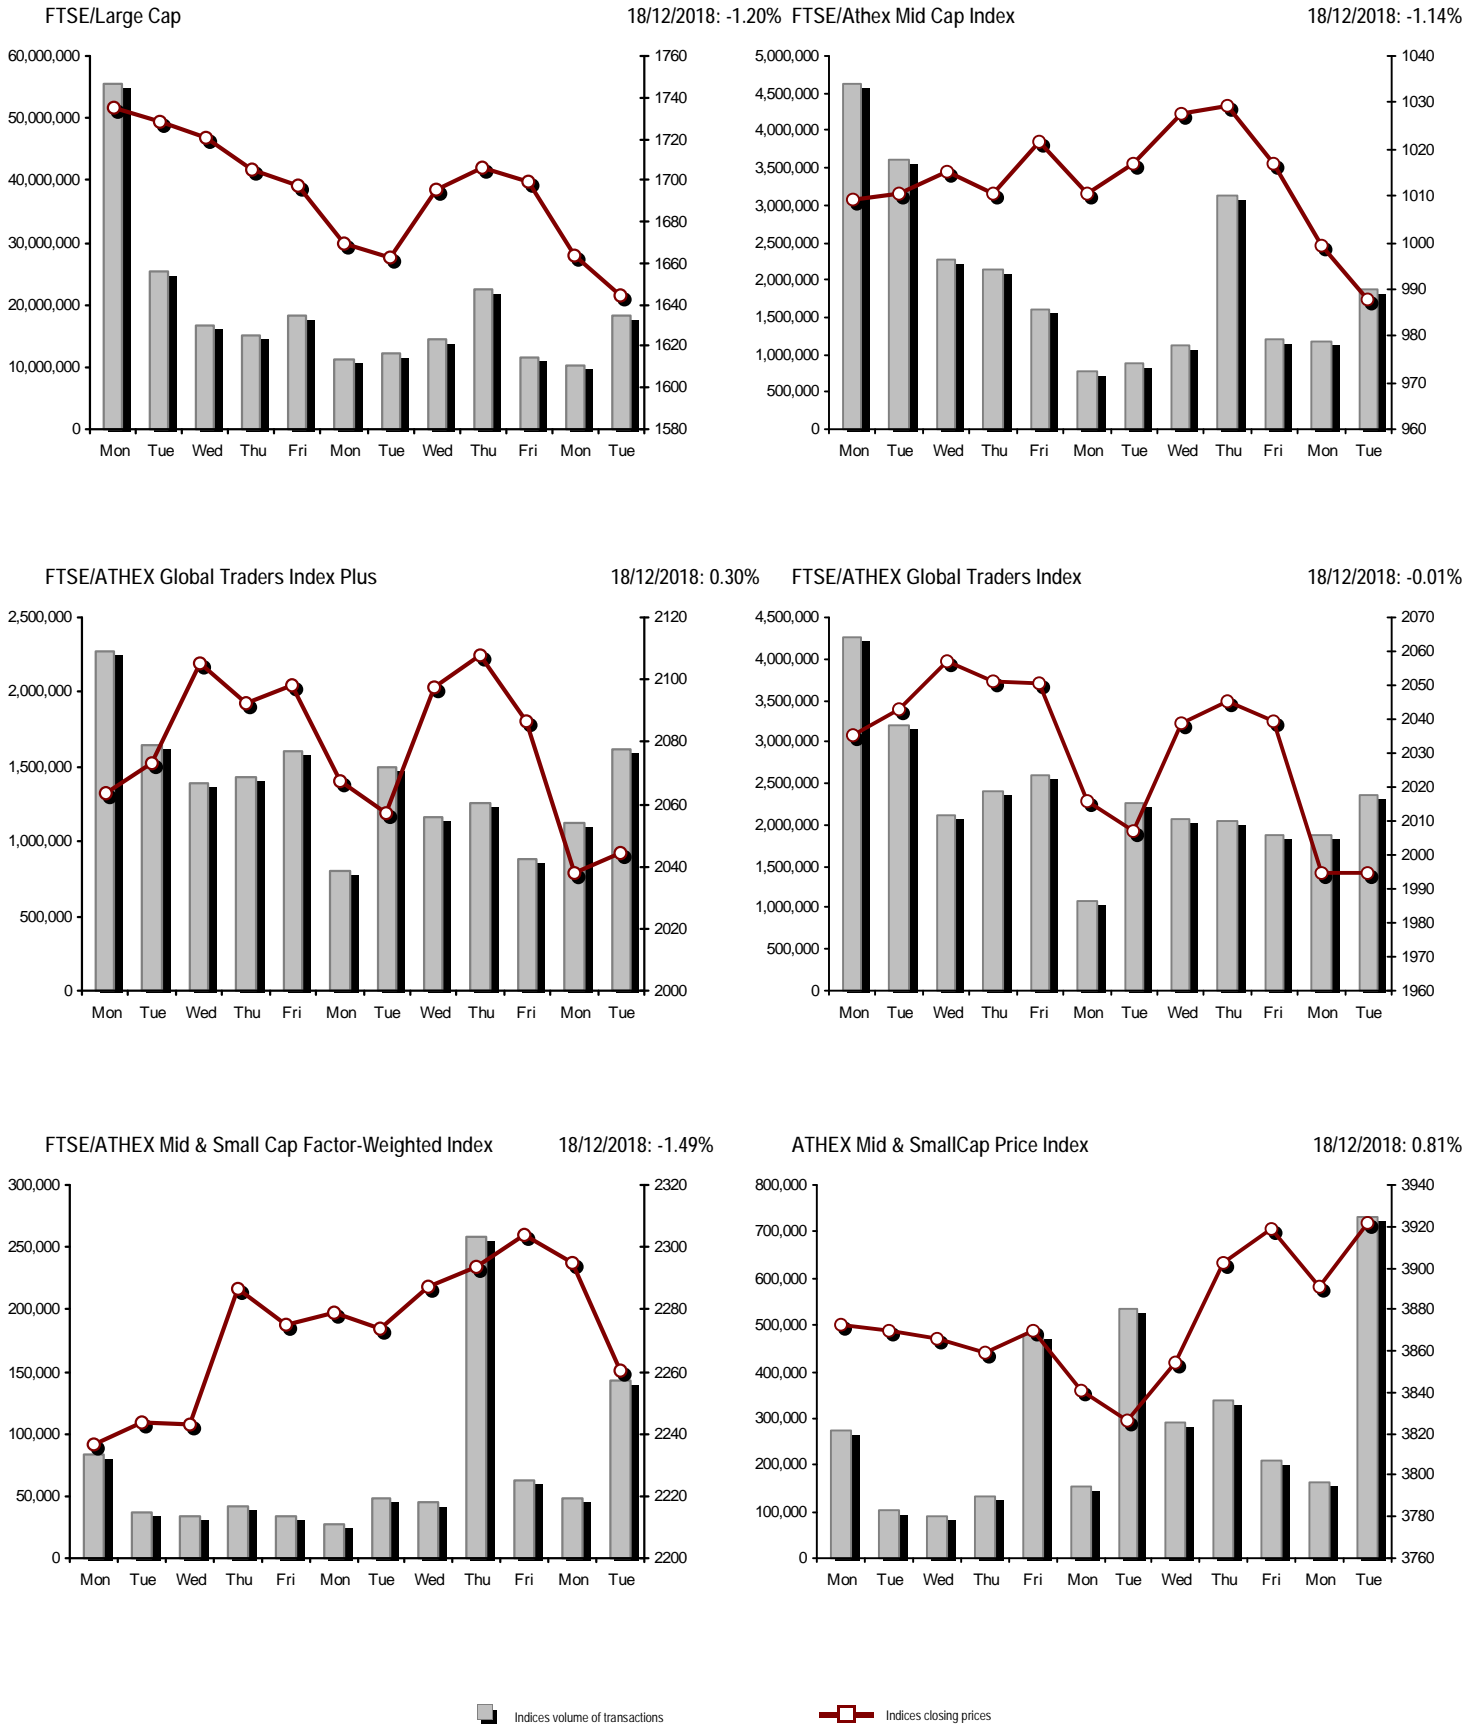 FTSE/Large Cap 18/12/2018: -1.20% FTSE/Athex Mid Cap Index 18/12/2018: -1.14%
60,000,000 1760 5,000,000 1040
1740 4,500,000 1030
50,000,000 4,000,000
1720 1020
40,000,000 1700 3,500,000
3,000,000 1010
1680
30,000,000 2,500,000 1000
1660 2,000,000 990
20,000,000 1640 1,500,000 980
1620
10,000,000 1,000,000
1600 500,000 970
0 1580 0 960
Mon Tue Wed Thu Fri Mon Tue Wed Thu Fri Mon Tue Mon Tue Wed Thu Fri Mon Tue Wed Thu Fri Mon Tue
FTSE/ATHEX Global Traders Index Plus 18/12/2018: 0.30% FTSE/ATHEX Global Traders Index 18/12/2018: -0.01%
2,500,000 2120 4,500,000 2070
4,000,000 2060
2,000,000 2100 3,500,000 2050
2040
1,500,000 2080 3,000,000 2030
2,500,000 2020
1,000,000 2060 2,000,000 2010
2040 1,500,000 2000
1990
500,000 2020 1,000,000 1980
500,000 1970
0 2000 0 1960
Mon Tue Wed Thu Fri Mon Tue Wed Thu Fri Mon Tue Mon Tue Wed Thu Fri Mon Tue Wed Thu Fri Mon Tue
FTSE/ATHEX Mid & Small Cap Factor-Weighted Index 18/12/2018: -1.49% ATHEX Mid & SmallCap Price Index 18/12/2018: 0.81%
300,000 2320 800,000 3940
250,000 2300 700,000 3920
600,000 3900
200,000 2280 500,000 3880
3860
150,000 2260 400,000 3840
100,000 2240 300,000 3820
200,000 3800
50,000 2220 100,000 3780
0 2200 0 3760
Mon Tue Wed Thu Fri Mon Tue Wed Thu Fri Mon Tue Mon Tue Wed Thu Fri Mon Tue Wed Thu Fri Mon Tue
Indices volume of transactions Indices closing prices